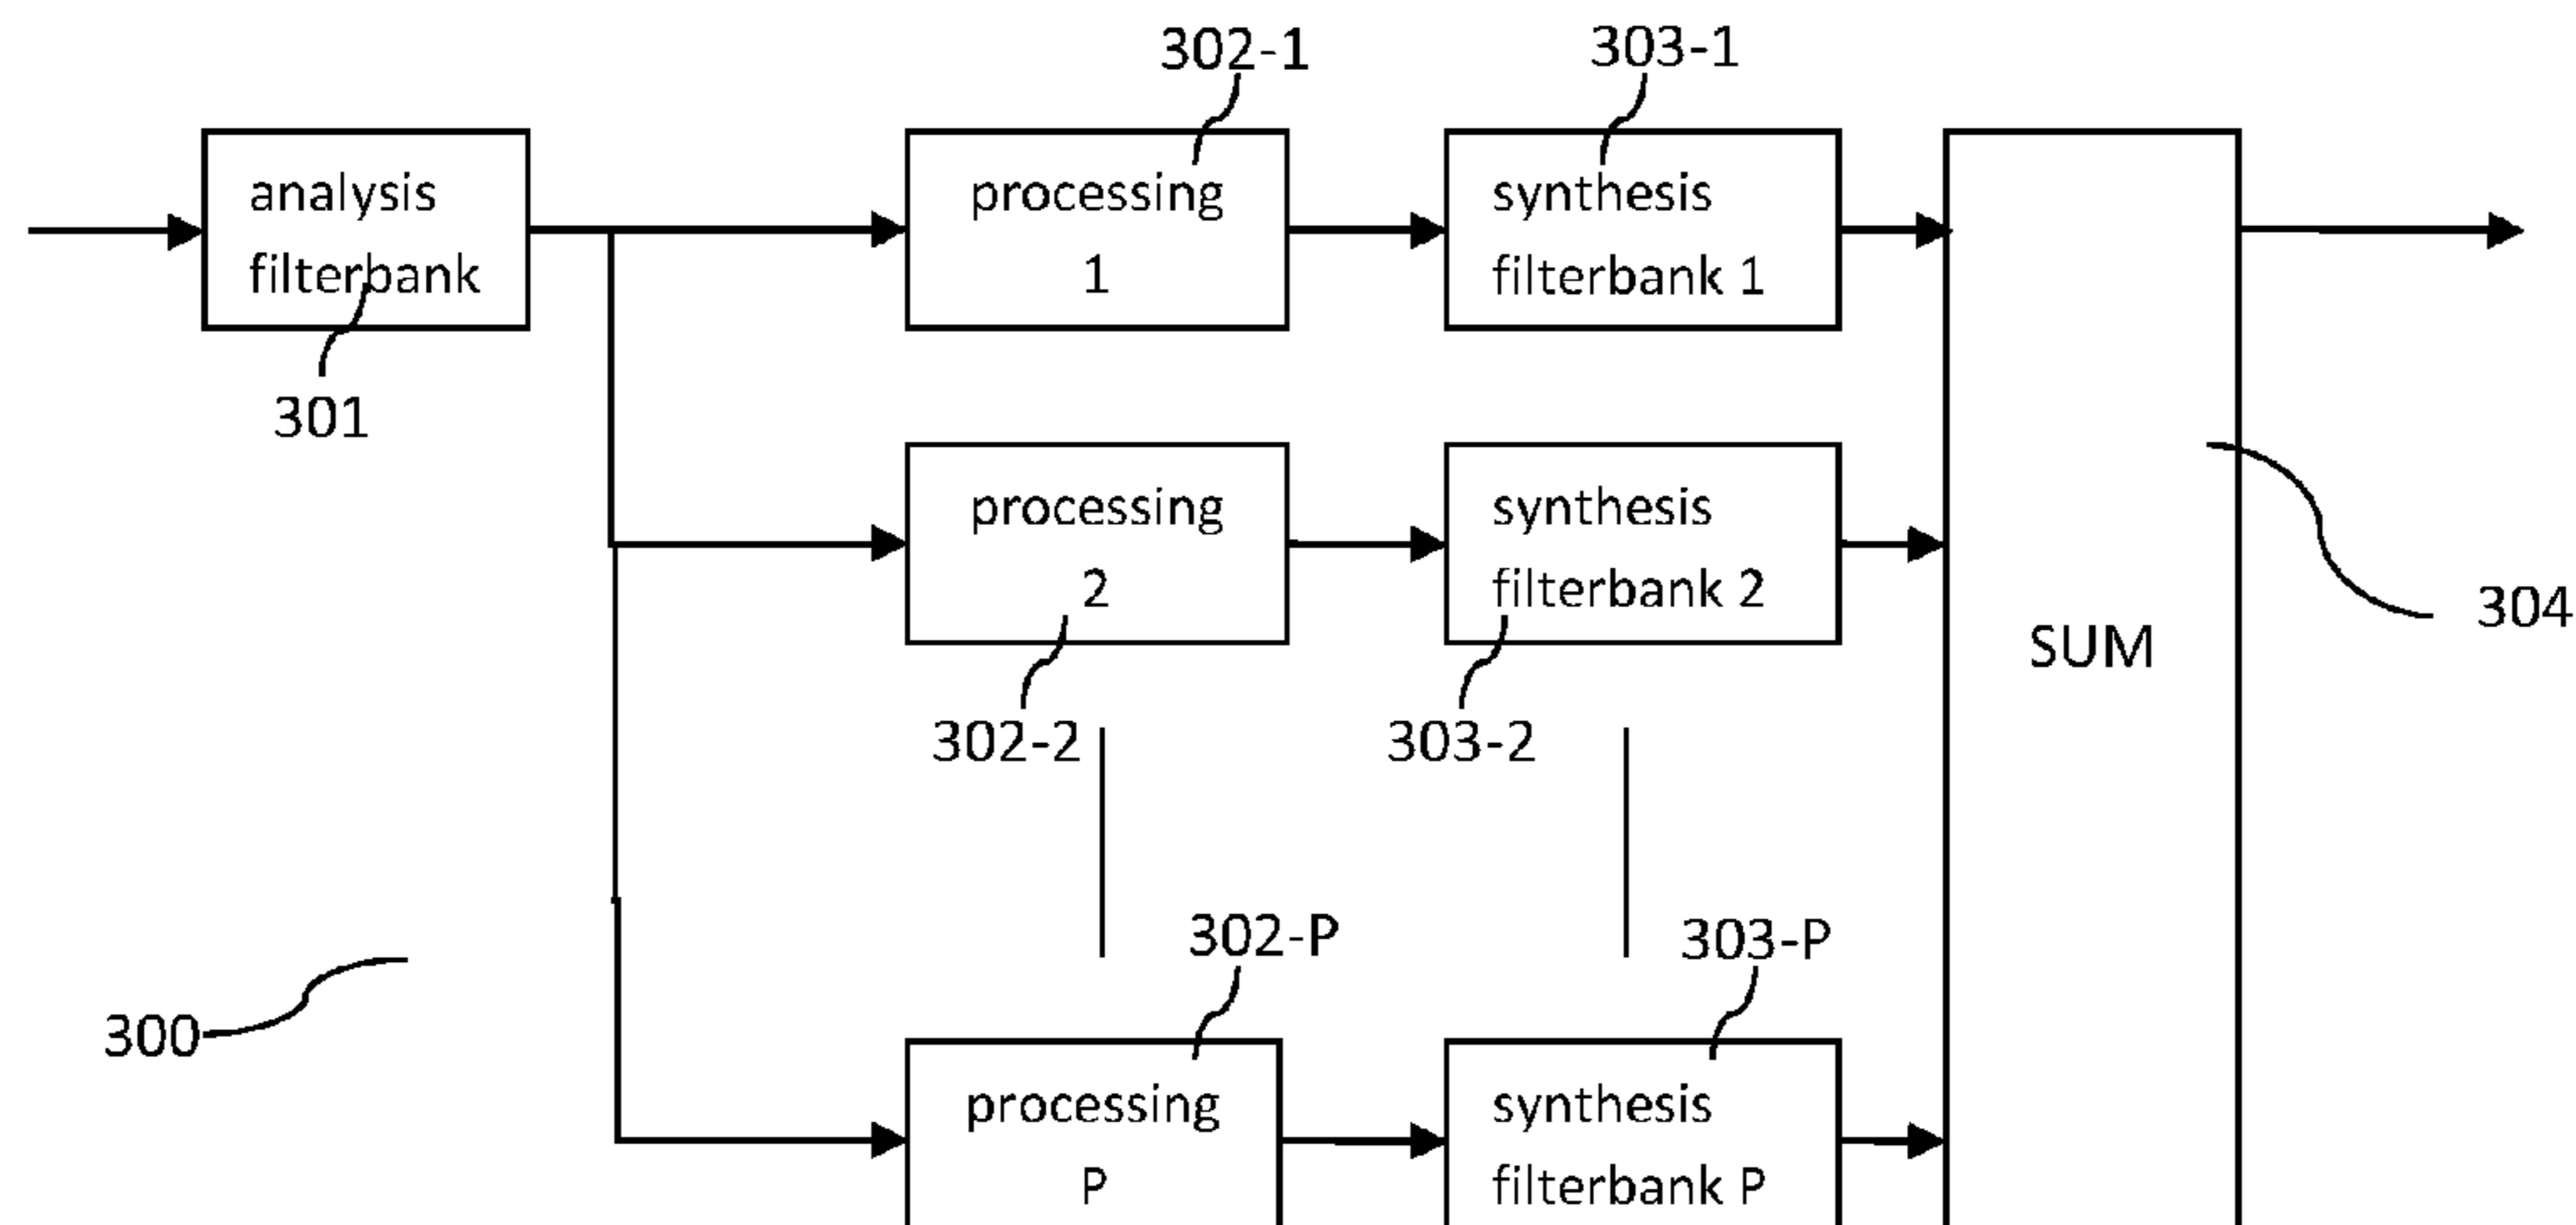 302-1
303-1
analysis
filterbank
processing
1
synthesis
filterbank 1
301
processing
2
synthesis
filterbank 2
304
SUM
302-2
303-2
302-P
303-P
300
processing
P
synthesis
filterbank P